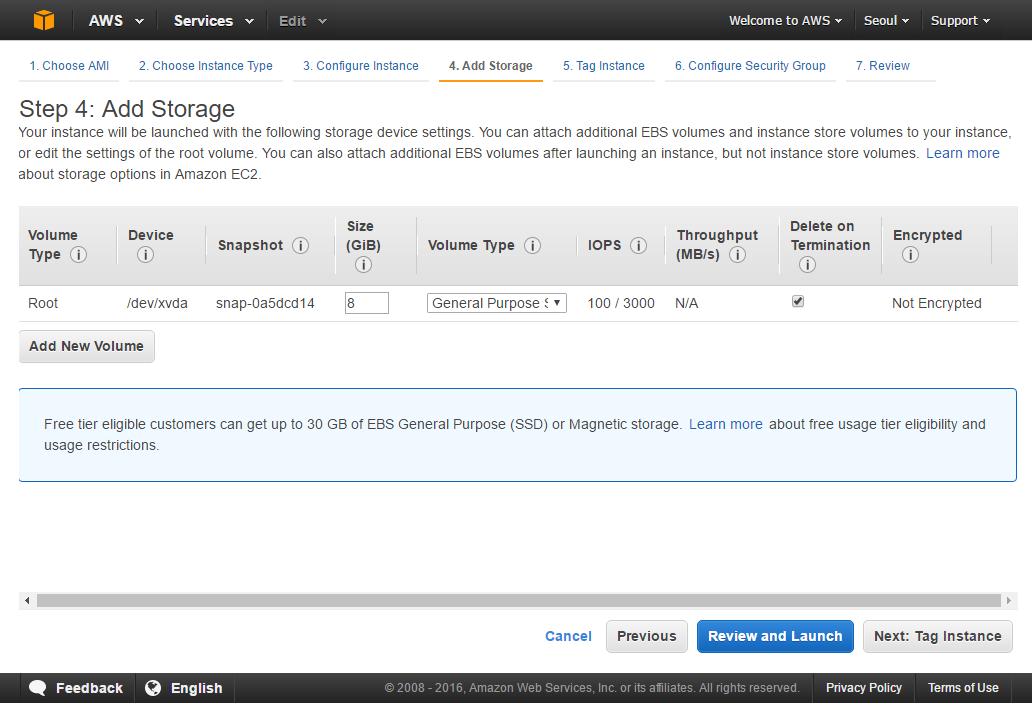 AWS Services Edit Welcome to AWS Seoul Support
1. Choose AMI 2. Choose Instance Type 3. Configure Instance 4. Add Storage 5. Tag Instance 6. Configure Security Group 7. Review
Step 4: Add Storage
Your instance will be launched with the following storage device settings. You can attach additional EBS volumes and instance store volumes to your instance,
or edit the settings of the root volume. You can also attach additional EBS volumes after launching an instance, but not instance store volumes. Learn more
about storage options in Amazon EC2.
Volume Type Device Snapshot Size (GiB) Volume Type IOPS Throughput (MB/s) Delete on Termination Encrypted
Root /dev/xvda snap-0a5dcd14 8 General Purpose S 100 / 3000 N/A Not Encrypted
Add New Volume
Free tier eligible customers can get up to 30 GB of EBS General Purpose (SSD) or Magnetic storage. Learn more about free usage tier eligibility and
usage restrictions.
Cancel Previous Review and Launch Next: Tag Instance
Feedback English © 2008 - 2016, Amazon Web Services, Inc. or its affiliates. All rights reserved. Privacy Policy Terms of Use